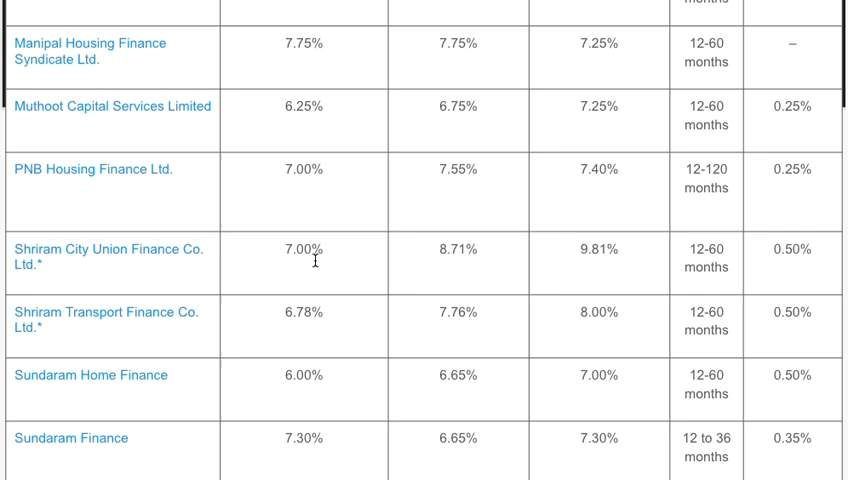 months
Manipal Housing Finance 7.75% 7.75% 7.25% 12-60 –
Syndicate Ltd. months
Muthoot Capital Services Limited 6.25% 6.75% 7.25% 12-60 0.25%
months
PNB Housing Finance Ltd. 7.00% 7.55% 7.40% 12-120 0.25%
months
Shriram City Union Finance Co. 7.00% 8.71% 9.81% 12-60 0.50%
Ltd.* months
Shriram Transport Finance Co. 6.78% 7.76% 8.00% 12-60 0.50%
Ltd.* months
Sundaram Home Finance 6.00% 6.65% 7.00% 12-60 0.50%
months
Sundaram Finance 7.30% 6.65% 7.30% 12 to 36 0.35%
months